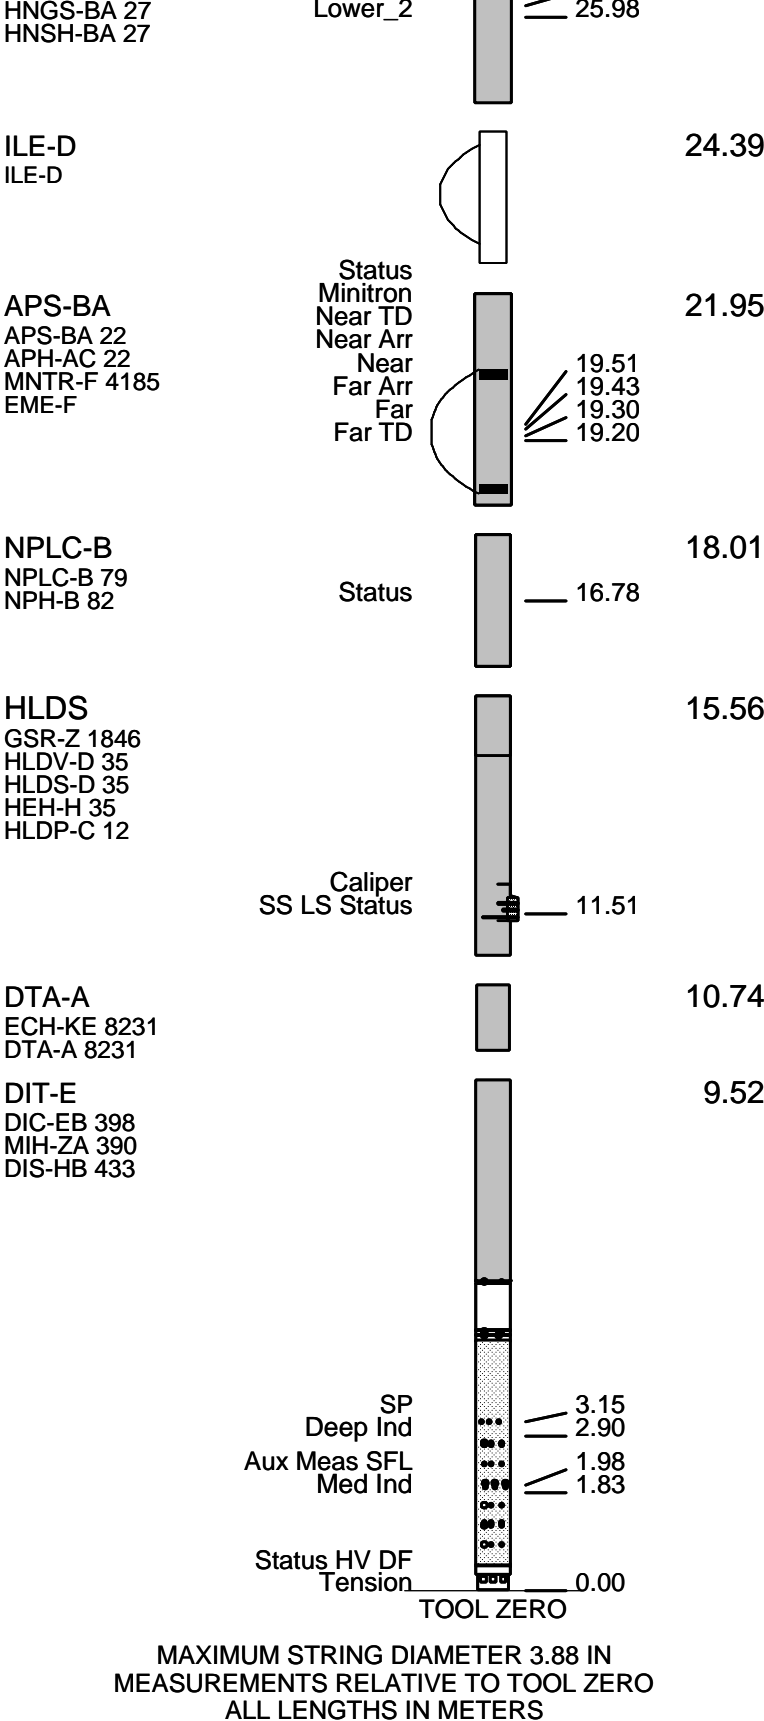 HNGS-BA 27 Lower_2 25.98
HNSH-BA 27
ILE-D 24.39
ILE-D
Status
Minitron
APS-BA 21.95
Near TD
APS-BA 22 Near Arr
APH-AC 22 Near 19.51
MNTR-F 4185 Far Arr 19.43
EME-F Far 19.30
Far TD 19.20
NPLC-B 18.01
NPLC-B 79
NPH-B 82 Status 16.78
HLDS 15.56
GSR-Z 1846
HLDV-D 35
HLDS-D 35
HEH-H 35
HLDP-C 12
Caliper
SS LS Status 11.51
DTA-A 10.74
ECH-KE 8231
DTA-A 8231
DIT-E 9.52
DIC-EB 398
MIH-ZA 390
DIS-HB 433
SP 3.15
Deep Ind 2.90
Aux Meas SFL 1.98
Med Ind 1.83
Status HV DF
Tension 0.00
TOOL ZERO
MAXIMUM STRING DIAMETER 3.88 IN
MEASUREMENTS RELATIVE TO TOOL ZERO
ALL LENGTHS IN METERS